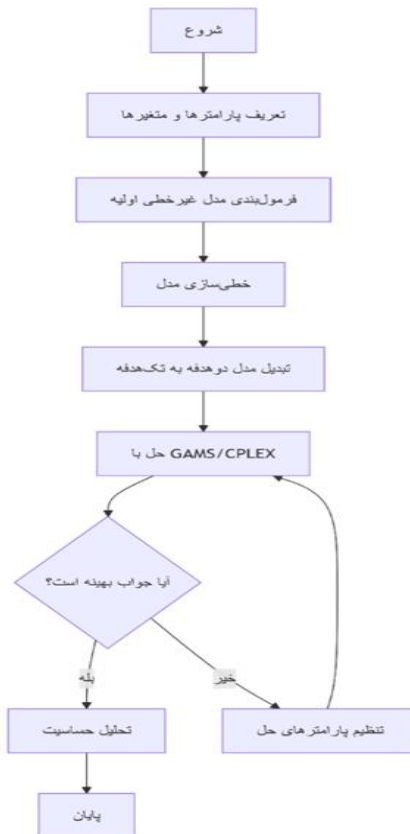 شروع
تعریف پارامترها و متغیرها
فرمول‌بندی مدل غیرخطی اولیه
خطی‌سازی مدل
تبدیل مدل دوهدفه به تک‌هدفه
حل با GAMS/CPLEX
آیا جواب بهینه است؟
بله
خیر
تحلیل حساسیت
تنظیم پارامترهای حل
پایان